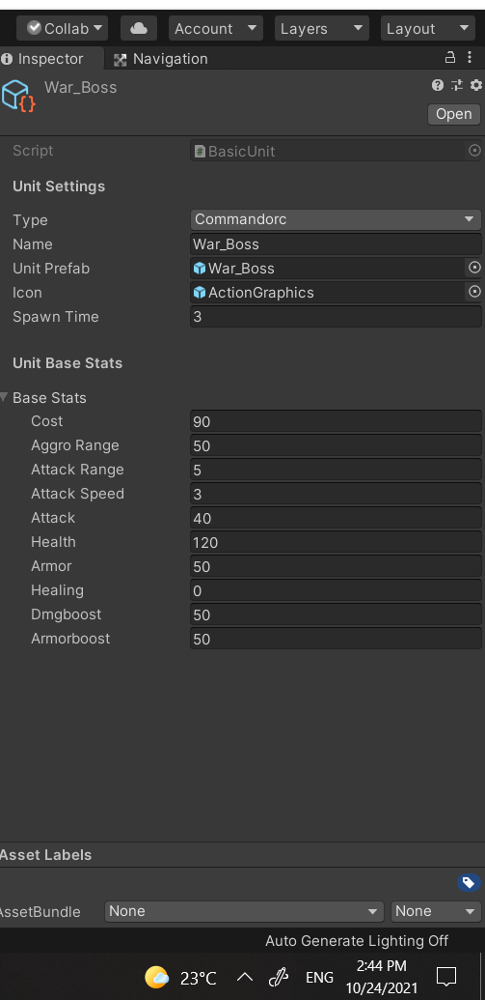 Collab Account Layers Layout
Inspector Navigation
War_Boss
Open
Script BasicUnit
Unit Settings
Type Commandorc
Name War_Boss
Unit Prefab War_Boss
Icon ActionGraphics
Spawn Time 3
Unit Base Stats
Base Stats
Cost 90
Aggro Range 50
Attack Range 5
Attack Speed 3
Attack 40
Health 120
Armor 50
Healing 0
Dmgboost 50
Armorboost 50
Asset Labels
AssetBundle None None
Auto Generate Lighting Off
23°C ENG 2:44 PM
10/24/2021